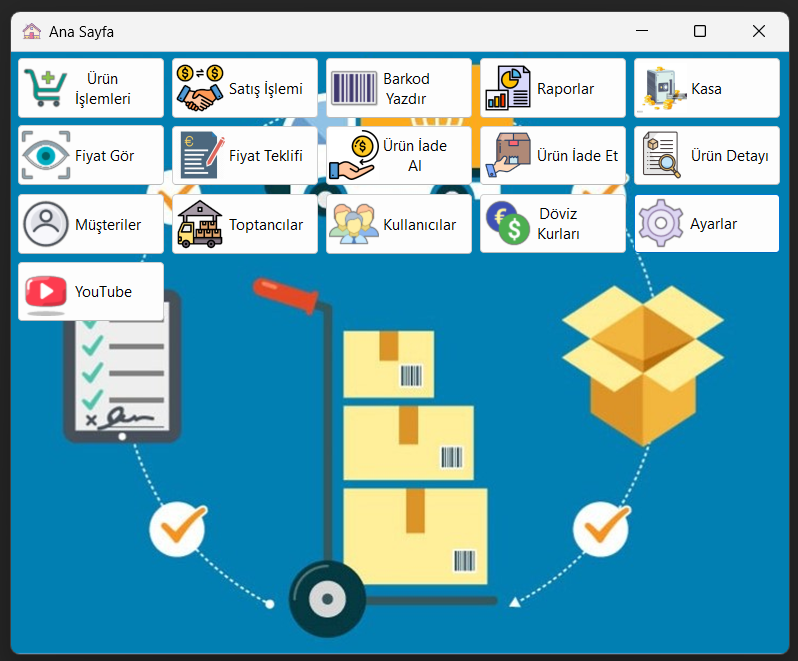 Ana Sayfa
Ürün
İşlemleri
Satış İşlemi
Barkod
Yazdır
Raporlar
Kasa
Fiyat Gör
Fiyat Teklifi
Ürün İade
Al
Ürün İade Et
Ürün Detayı
Müşteriler
Toptancılar
Kullanıcılar
Döviz
Kurları
Ayarlar
YouTube